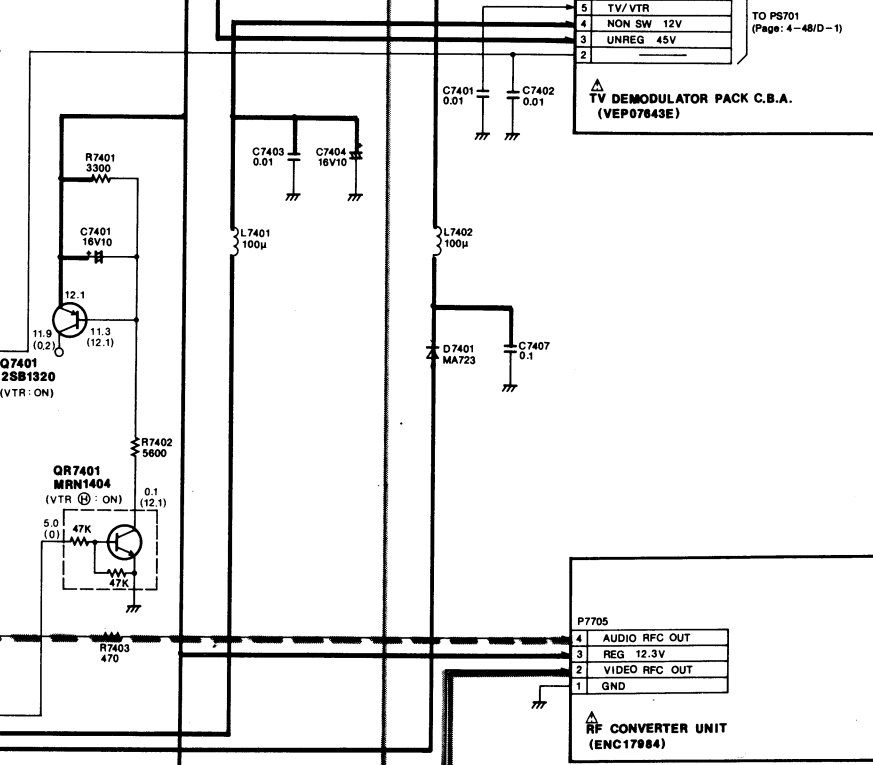 5 TV/VTR
4 NON SW 12V
3 UNREG 45V
2
TO PS701
(Page: 4-48/D-1)
TV DEMODULATOR PACK C.B.A.
(VEP07643E)
C7401
0.01
C7402
0.01
C7403
0.01
C7404
16V10
+
R7401
3300
C7401
16V10
+
L7401
100μ
L7402
100μ
12.1
11.9
(0.2)
11.3
(12.1)
Q7401
2SB1320
(VTR : ON)
D7401
MA723
C7407
0.1
R7402
5600
QR7401
MRN1404
(VTR Ⓗ : ON)
0.1
(12.1)
5.0
(0)
47K
47K
R7403
470
P7705
4 AUDIO RFC OUT
3 REG 12.3V
2 VIDEO RFC OUT
1 GND
RF CONVERTER UNIT
(ENC17984)